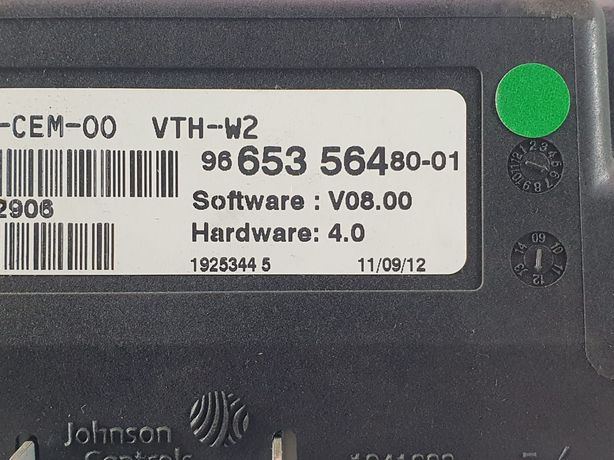 -CEM-00 VTH-W2
96 653 564 80-01
2906
Software : V08.00
Hardware: 4.0
1925344 5 11/09/12
Johnson
Controls